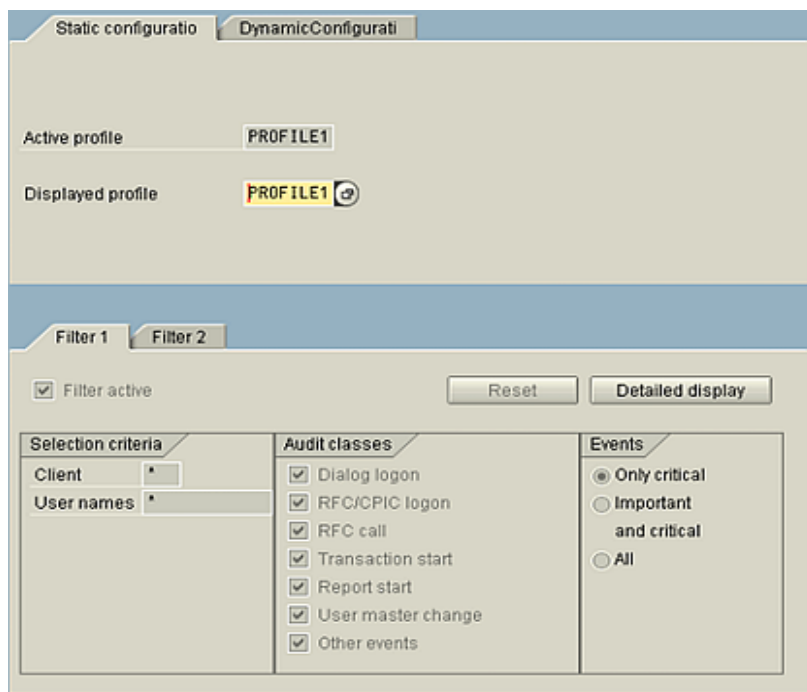 Static configuratio DynamicConfigurati
Active profile PROFILE1
Displayed profile PROFILE1
Filter 1 Filter 2
Filter active Reset Detailed display
Selection criteria Audit classes Events
Client * Dialog logon Only critical
User names * RFC/CPIC logon Important
RFC call and critical
Transaction start All
Report start
User master change
Other events